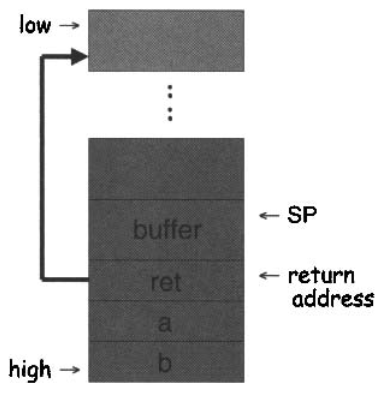 low →
buffer
← SP
ret
← return
address
a
high →
b